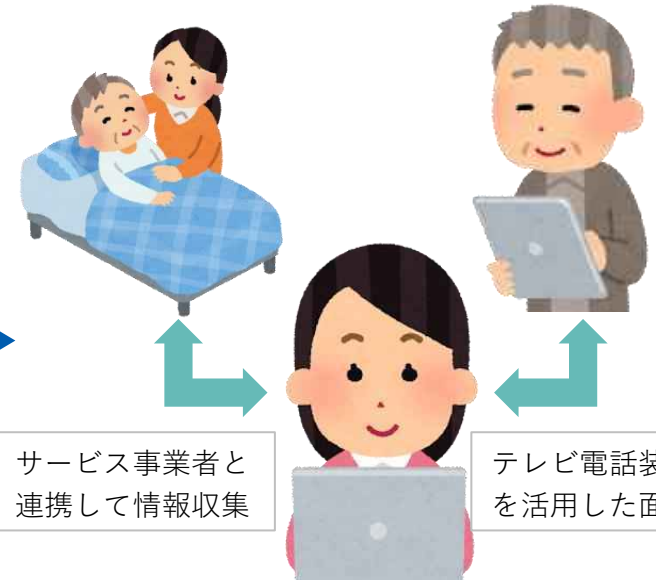 サービス事業者と
連携して情報収集
テレビ電話装
を活用した面